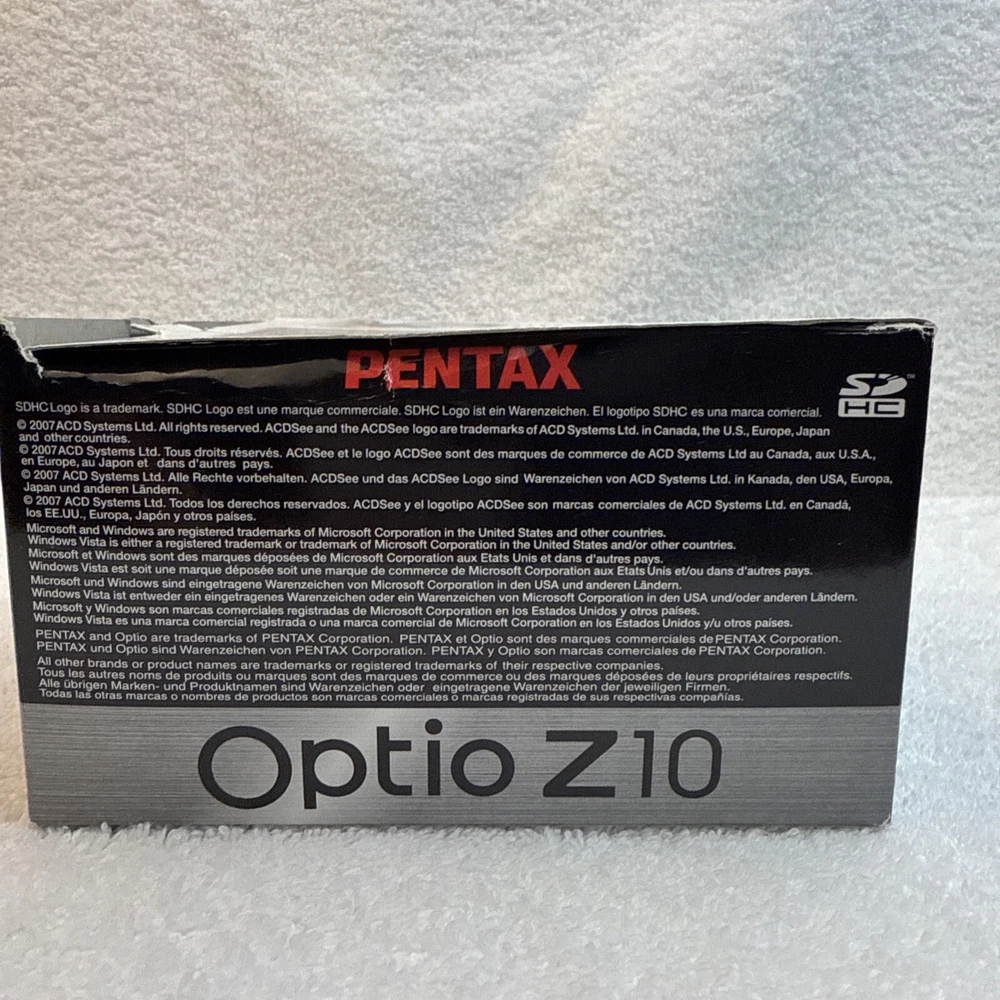 PENTAX
SD HC ™
SDHC Logo is a trademark. SDHC Logo est une marque commerciale. SDHC Logo ist ein Warenzeichen. El logotipo SDHC es una marca comercial.
© 2007 ACD Systems Ltd. All rights reserved. ACDSee and the ACDSee logo are trademarks of ACD Systems Ltd. in Canada, the U.S., Europe, Japan
and other countries.
© 2007 ACD Systems Ltd. Tous droits réservés. ACDSee et le logo ACDSee sont des marques de commerce de ACD Systems Ltd au Canada, aux U.S.A.,
en Europe, au Japon et dans d'autres pays.
© 2007 ACD Systems Ltd. Alle Rechte vorbehalten. ACDSee und das ACDSee Logo sind Warenzeichen von ACD Systems Ltd. in Kanada, den USA, Europa,
Japan und anderen Ländern.
© 2007 ACD Systems Ltd. Todos los derechos reservados. ACDSee y el logotipo ACDSee son marcas comerciales de ACD Systems Ltd. en Canadá,
los EE.UU., Europa, Japón y otros países.
Microsoft and Windows are registered trademarks of Microsoft Corporation in the United States and other countries.
Windows Vista is either a registered trademark or trademark of Microsoft Corporation in the United States and/or other countries.
Microsoft et Windows sont des marques déposées de Microsoft Corporation aux Etats Unis et dans d'autres pays.
Windows Vista est soit une marque déposée soit une marque de commerce de Microsoft Corporation aux Etats Unis et/ou dans d'autres pays.
Microsoft und Windows sind eingetragene Warenzeichen von Microsoft Corporation in den USA und anderen Ländern.
Windows Vista ist entweder ein eingetragenes Warenzeichen oder ein Warenzeichen von Microsoft Corporation in den USA und/oder anderen Ländern.
Microsoft y Windows son marcas comerciales registradas de Microsoft Corporation en los Estados Unidos y otros países.
Windows Vista es una marca comercial registrada o una marca comercial de Microsoft Corporation en los Estados Unidos y/u otros países.
PENTAX and Optio are trademarks of PENTAX Corporation. PENTAX et Optio sont des marques commerciales de PENTAX Corporation.
PENTAX und Optio sind Warenzeichen von PENTAX Corporation. PENTAX y Optio son marcas comerciales de PENTAX Corporation.
All other brands or product names are trademarks or registered trademarks of their respective companies.
Tous les autres noms de produits ou marques sont des marques de commerce ou des marques déposées de leurs propriétaires respectifs.
Alle übrigen Marken- und Produktnamen sind Warenzeichen oder eingetragene Warenzeichen der jeweiligen Firmen.
Todas las otras marcas o nombres de productos son marcas comerciales o marcas registradas de sus respectivas compañías.
Optio Z10